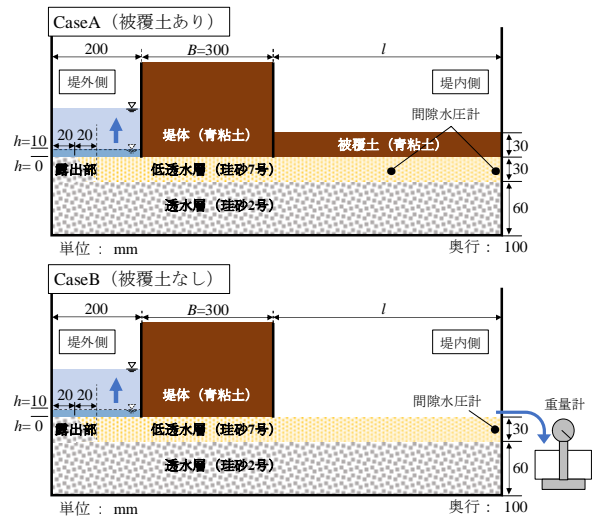 CaseA（被覆土あり）
200
B=300
l
堤外側
堤内側
間隙水圧計
h=10
20 20
堤体（青粘土）
被覆土（青粘土）
30
h= 0
露出部
低透水層（珪砂7号）
30
透水層（珪砂2号）
60
単位 : mm
奥行 : 100
CaseB（被覆土なし）
200
B=300
l
堤外側
堤内側
間隙水圧計
重量計
h=10
20 20
堤体（青粘土）
h= 0
露出部
低透水層（珪砂7号）
30
透水層（珪砂2号）
60
単位 : mm
奥行 : 100